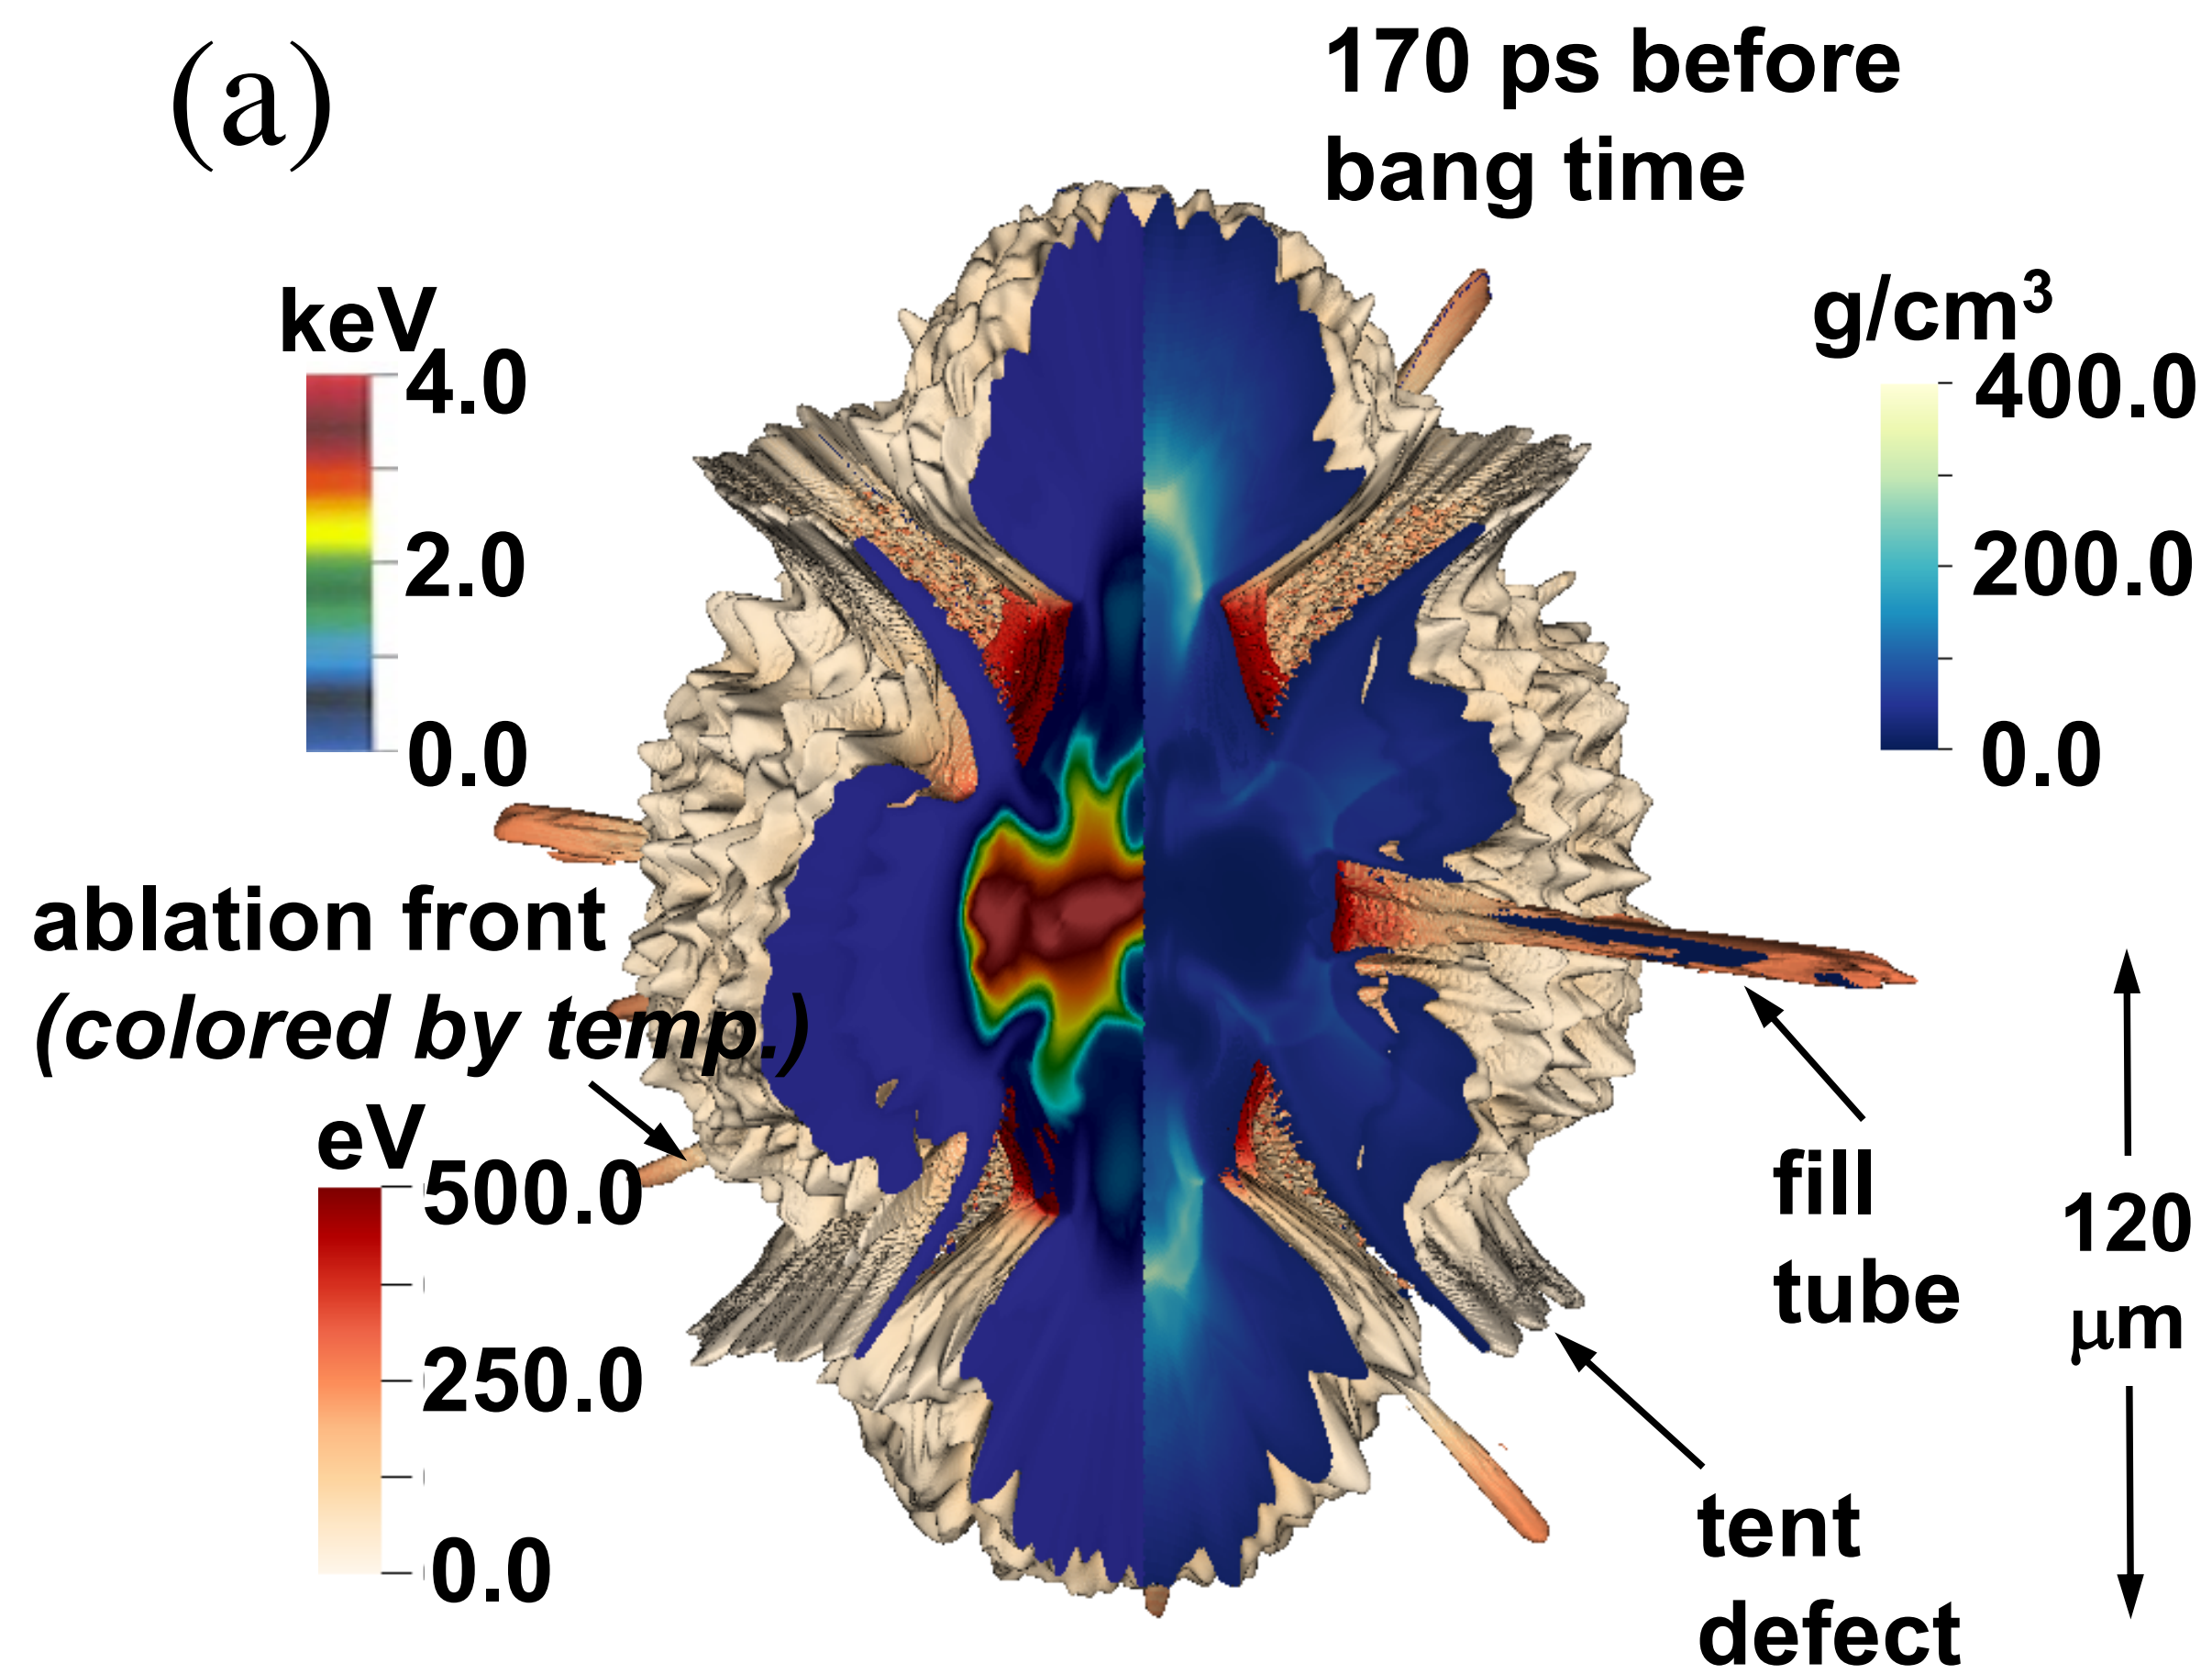 (a)
170 ps before
bang time
keV
4.0
2.0
0.0
g/cm³
400.0
200.0
0.0
ablation front
(colored by temp.)
eV
500.0
250.0
0.0
fill
tube
120
μm
tent
defect